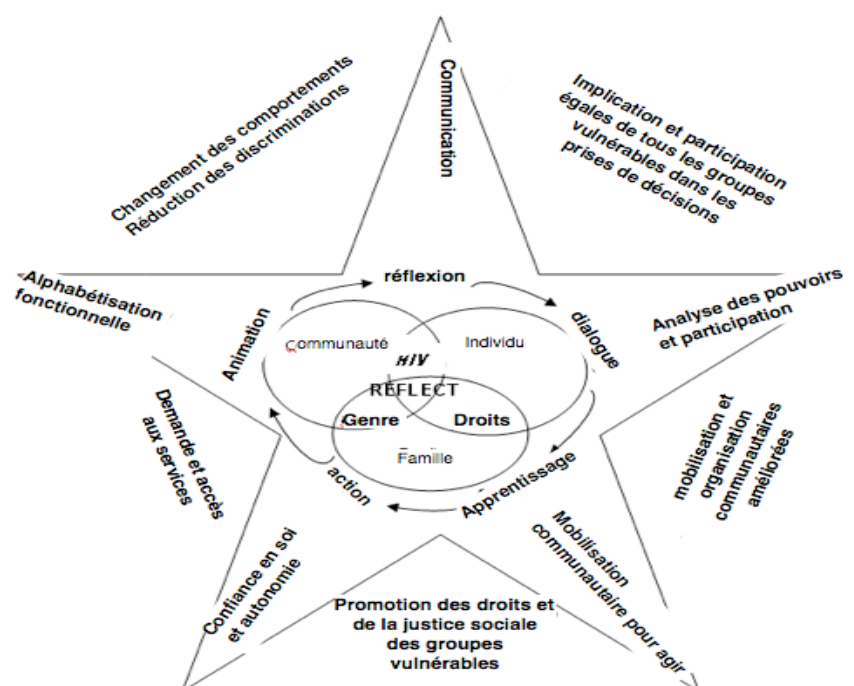 Communication
Changement des comportements
Réduction des discriminations
Implication et participation
égales de tous les groupes
vulnérables dans les
prises de décisions
Alphabétisation
fonctionnelle
Analyse des pouvoirs
et participation
réflexion
dialogue
Apprentissage
action
Animation
Communauté
Individu
HIV
REFLECT
Genre
Droits
Famille
Demande et accès
aux services
mobilisation et
organisation
communautaires
améliorées
Confiance en soi
et autonomie
Mobilisation
communautaire pour agir
Promotion des droits et
de la justice sociale
des groupes
vulnérables